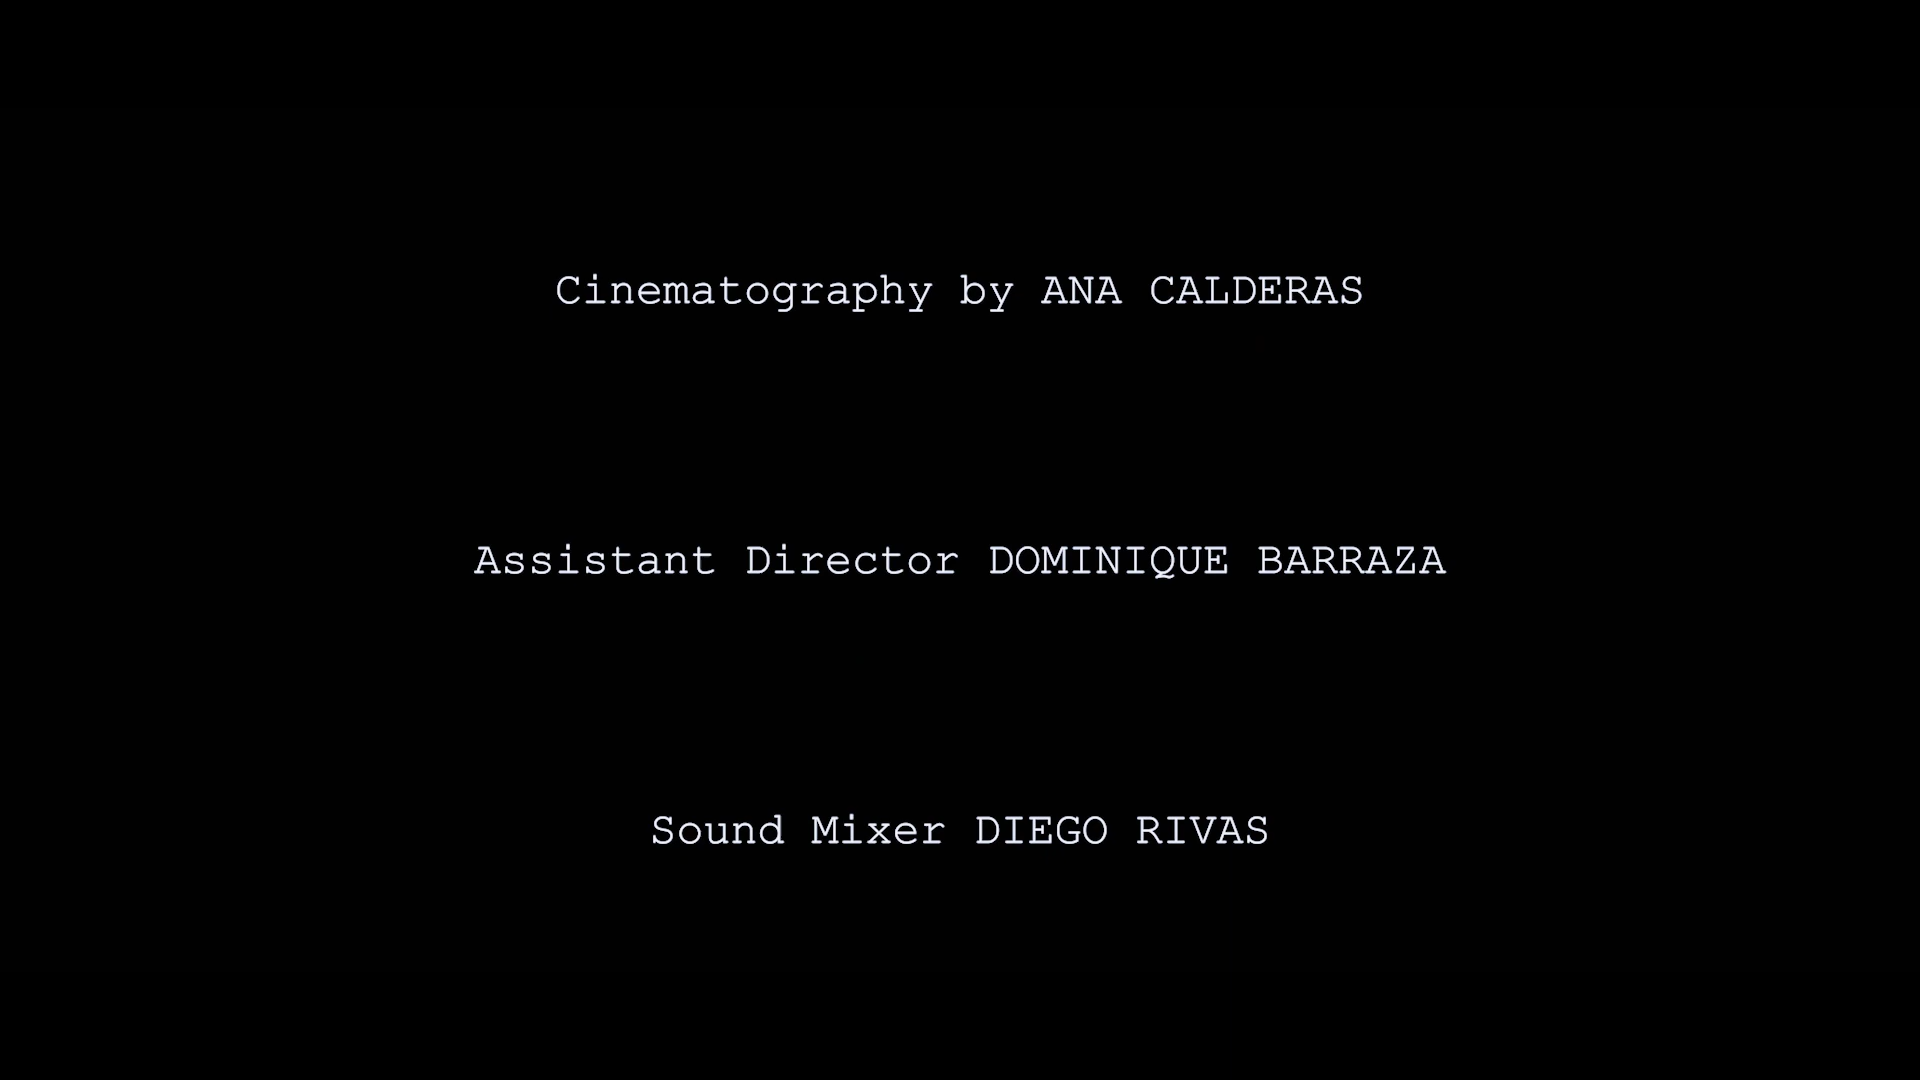 Cinematography by ANA CALDERAS
Assistant Director DOMINIQUE BARRAZA
Sound Mixer DIEGO RIVAS